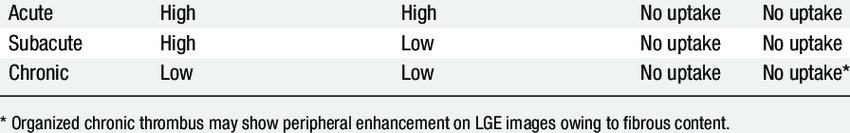 Acute High High No uptake No uptake
Subacute High Low No uptake No uptake
Chronic Low Low No uptake No uptake*
* Organized chronic thrombus may show peripheral enhancement on LGE images owing to fibrous content.